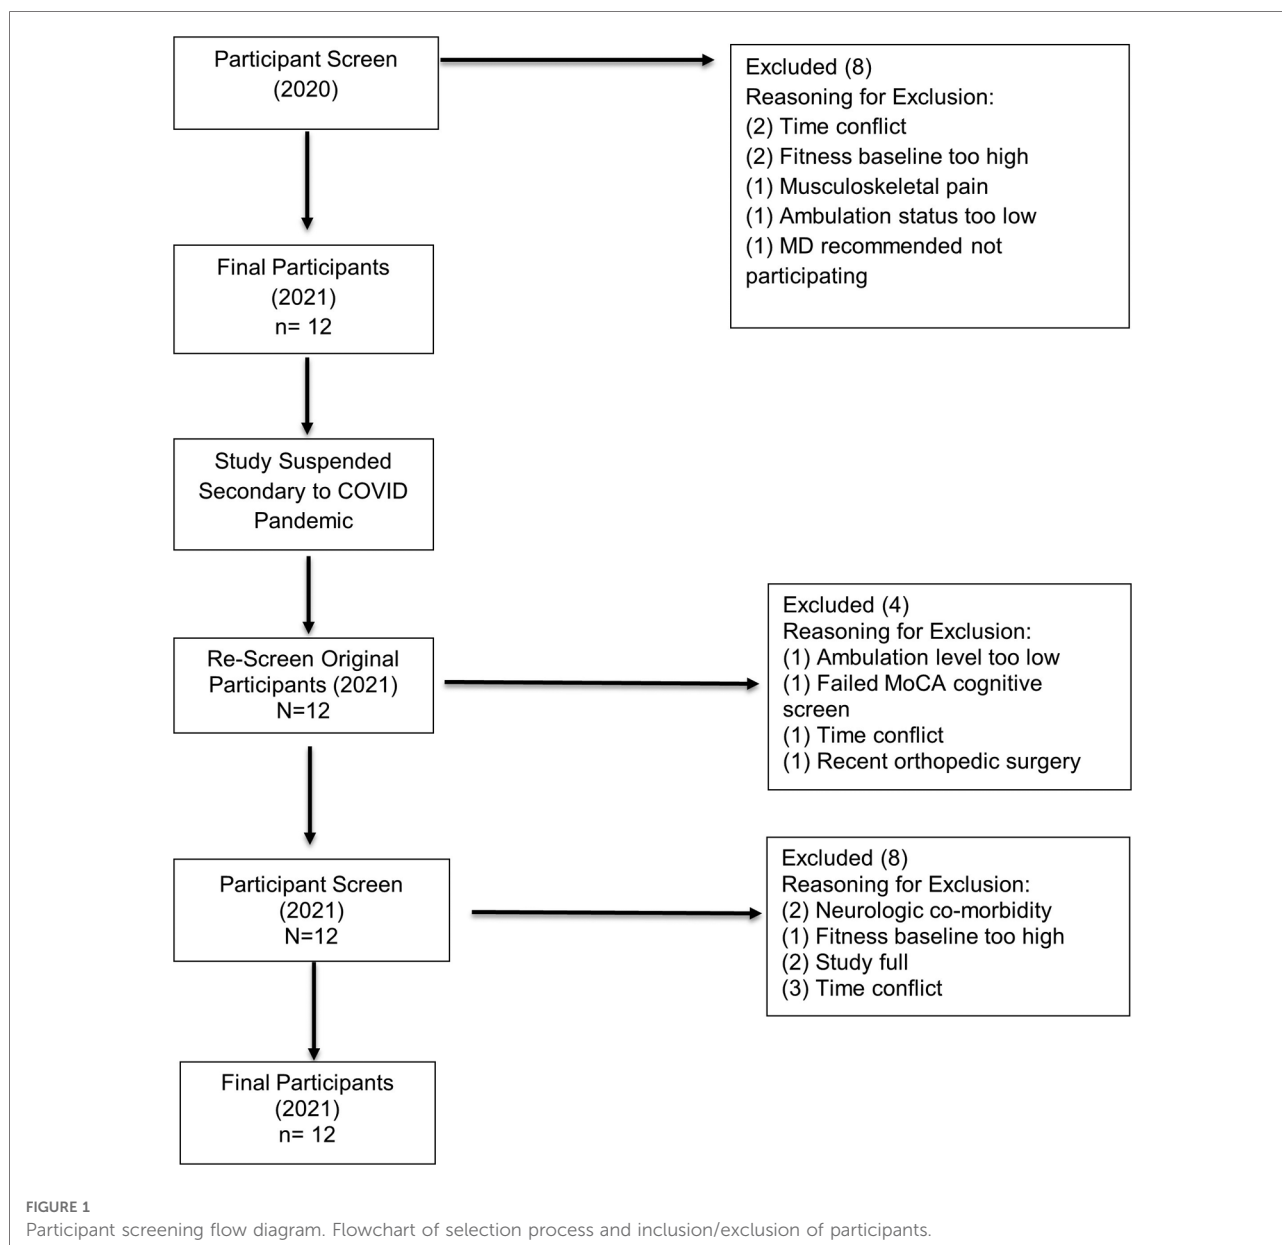 Participant Screen
(2020)
Excluded (8)
Reasoning for Exclusion:
(2) Time conflict
(2) Fitness baseline too high
(1) Musculoskeletal pain
(1) Ambulation status too low
(1) MD recommended not
participating
Final Participants
(2021)
n= 12
Study Suspended
Secondary to COVID
Pandemic
Re-Screen Original
Participants (2021)
N=12
Excluded (4)
Reasoning for Exclusion:
(1) Ambulation level too low
(1) Failed MoCA cognitive
screen
(1) Time conflict
(1) Recent orthopedic surgery
Participant Screen
(2021)
N=12
Excluded (8)
Reasoning for Exclusion:
(2) Neurologic co-morbidity
(1) Fitness baseline too high
(2) Study full
(3) Time conflict
Final Participants
(2021)
n= 12
FIGURE 1
Participant screening flow diagram. Flowchart of selection process and inclusion/exclusion of participants.